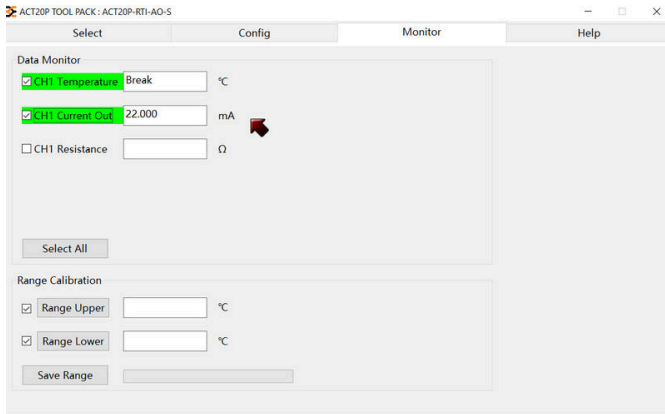 ACT20P TOOL PACK : ACT20P-RTI-AO-S
Select Config Monitor Help
Data Monitor
CH1 Temperature Break °C
CH1 Current Out 22.000 mA
CH1 Resistance Ω
Select All
Range Calibration
Range Upper °C
Range Lower °C
Save Range